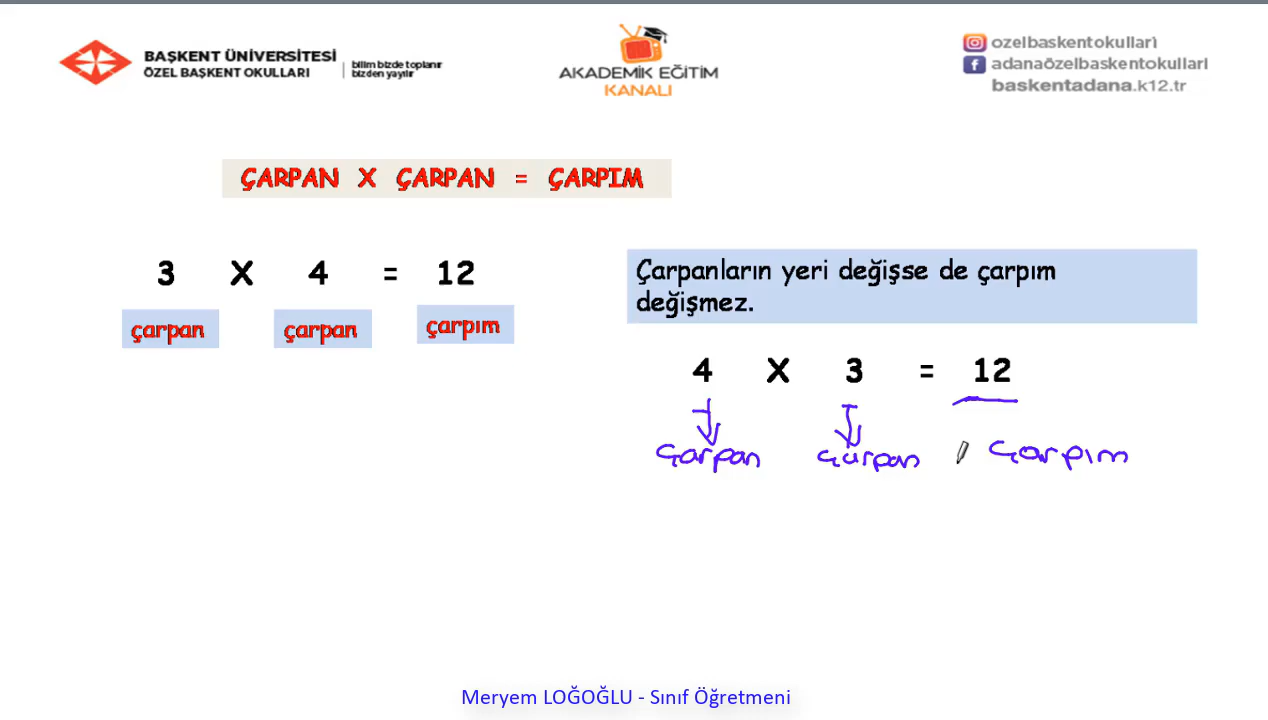 BAŞKENT ÜNİVERSİTESİ
ÖZEL BAŞKENT OKULLARI
bilim bizde toplanır
bizden yayılır
AKADEMİK EĞİTİM
KANALI
ozelbaskentokulları
adanaözelbaskentokullari
baskentadana.k12.tr
ÇARPAN X ÇARPAN = ÇARPIM
3 X 4 = 12
çarpan çarpan çarpım
Çarpanların yeri değişse de çarpım
değişmez.
4 X 3 = 12
Çarpan Çarpan Çarpım
Meryem LOĞOĞLU - Sınıf Öğretmeni